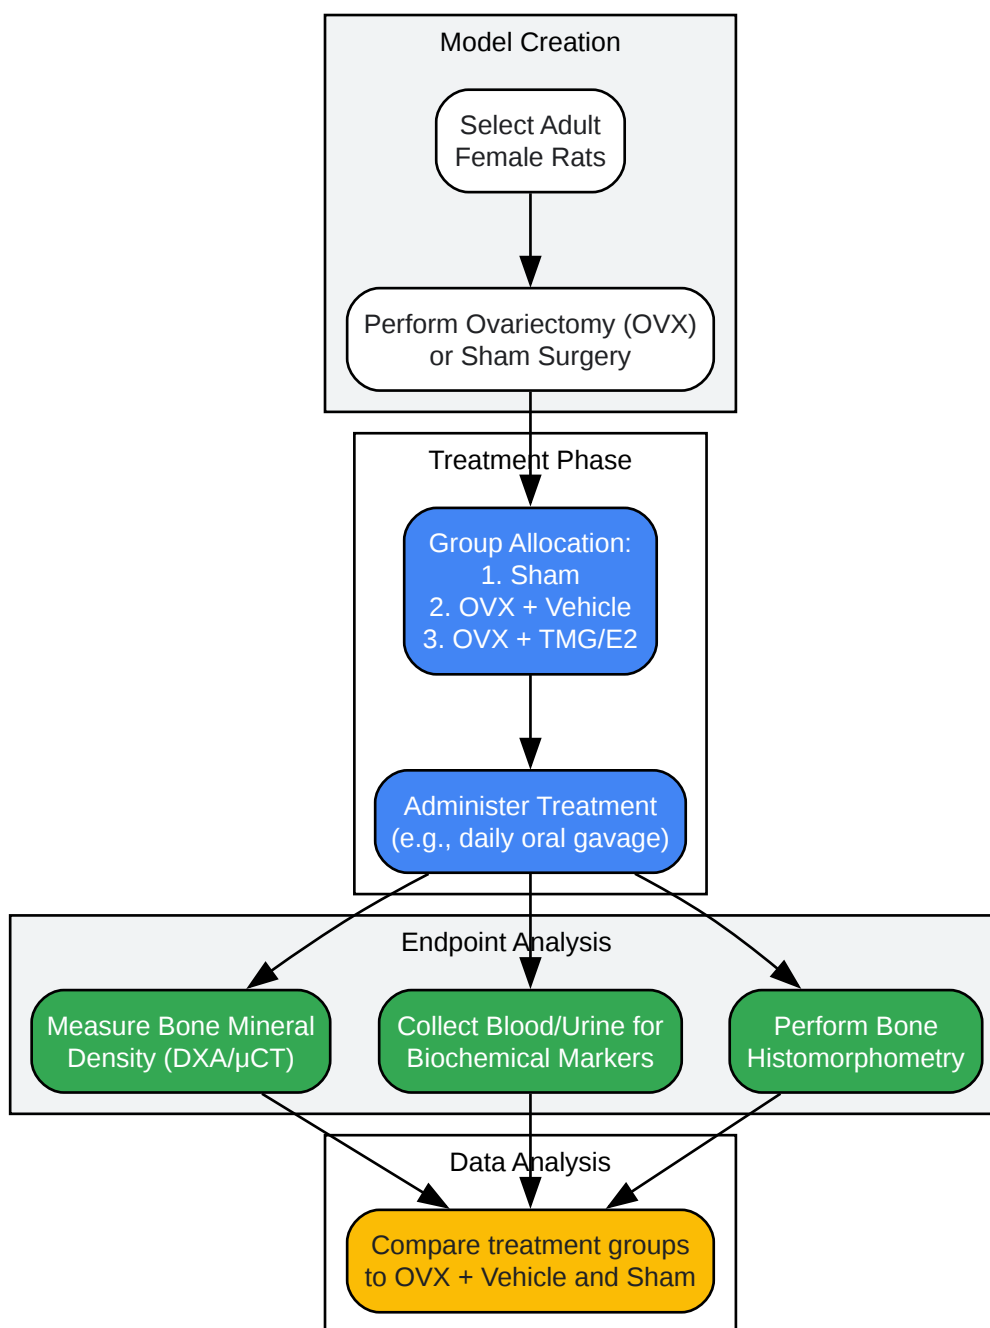 Model Creation
Select Adult
Female Rats
Perform Ovariectomy (OVX)
or Sham Surgery
Treatment Phase
Group Allocation:
1. Sham
2. OVX + Vehicle
3. OVX + TMG/E2
Administer Treatment
(e.g., daily oral gavage)
Endpoint Analysis
Measure Bone Mineral
Density (DXA/μCT)
Collect Blood/Urine for
Biochemical Markers
Perform Bone
Histomorphometry
Data Analysis
Compare treatment groups
to OVX + Vehicle and Sham